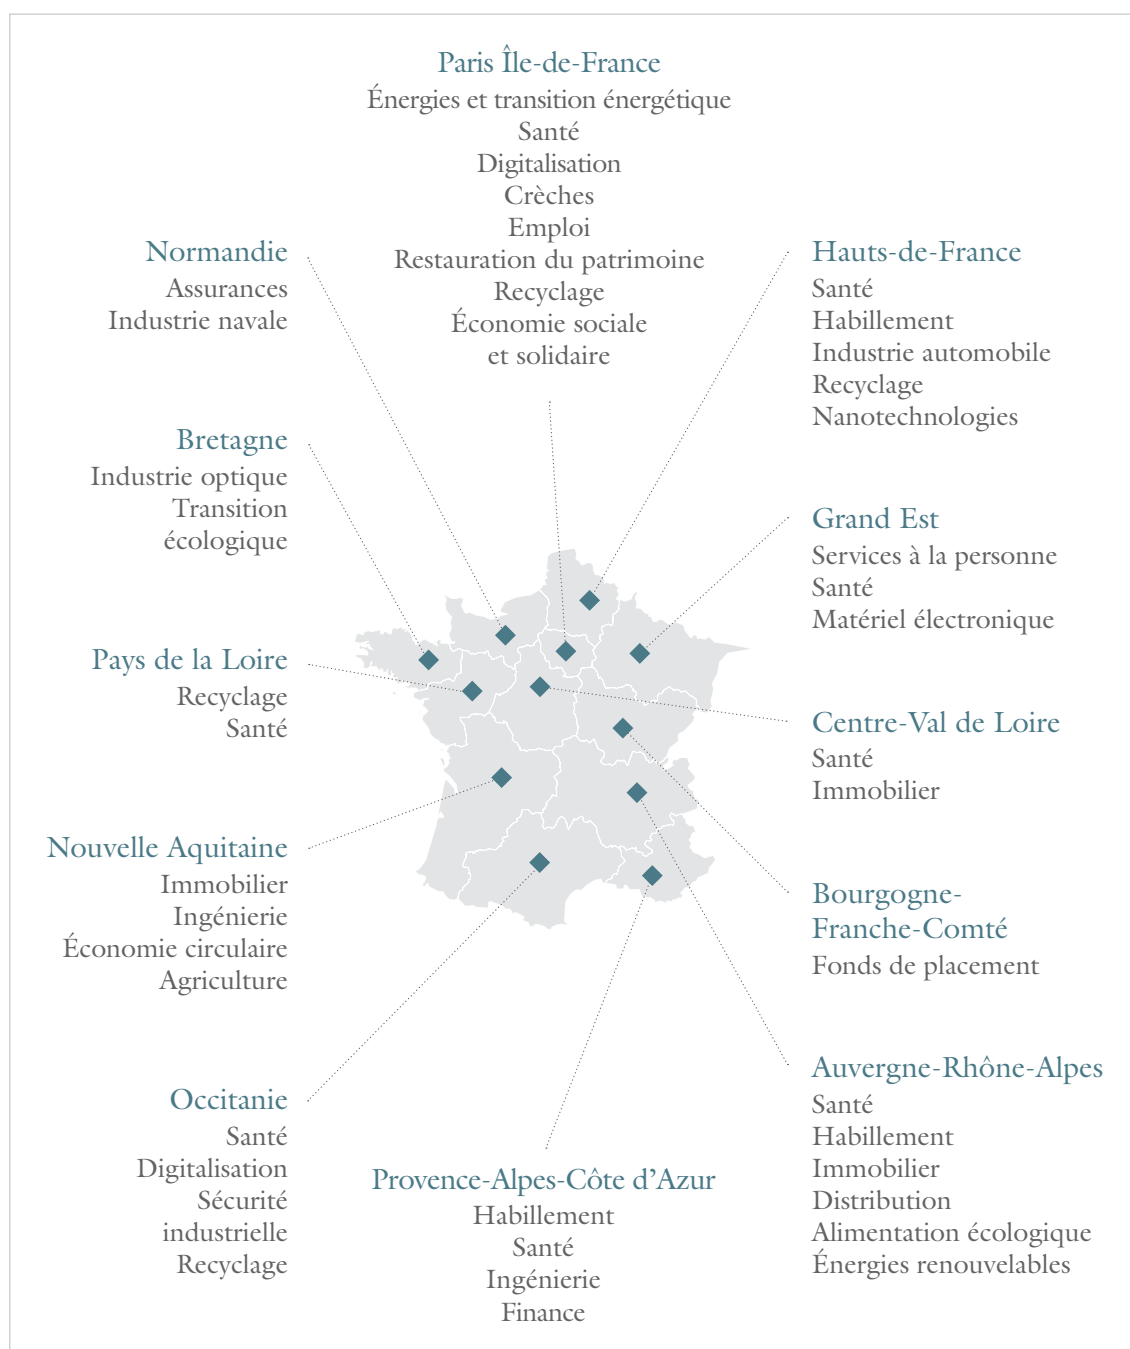 Paris Île-de-France
Énergies et transition énergétique
Santé
Digitalisation
Crèches
Emploi
Restauration du patrimoine
Recyclage
Économie sociale
et solidaire
Normandie
Assurances
Industrie navale
Bretagne
Industrie optique
Transition
écologique
Pays de la Loire
Recyclage
Santé
Nouvelle Aquitaine
Immobilier
Ingénierie
Économie circulaire
Agriculture
Occitanie
Santé
Digitalisation
Sécurité
industrielle
Recyclage
Provence-Alpes-Côte d’Azur
Habillement
Santé
Ingénierie
Finance
Hauts-de-France
Santé
Habillement
Industrie automobile
Recyclage
Nanotechnologies
Grand Est
Services à la personne
Santé
Matériel électronique
Centre-Val de Loire
Santé
Immobilier
Bourgogne-
Franche-Comté
Fonds de placement
Auvergne-Rhône-Alpes
Santé
Habillement
Immobilier
Distribution
Alimentation écologique
Énergies renouvelables